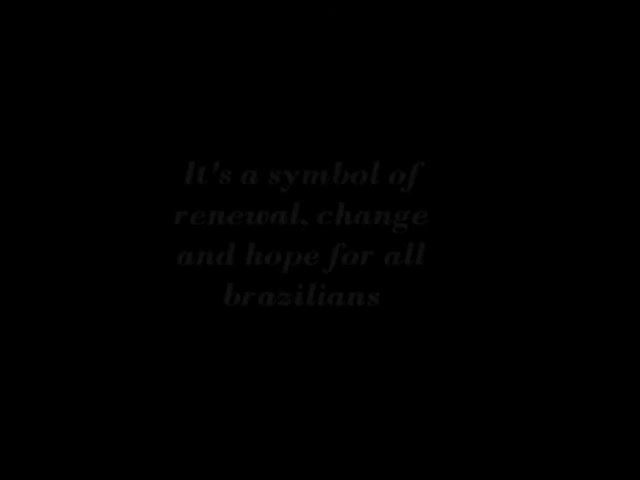 It's a symbol of
renewal, change
and hope for all
brazilians